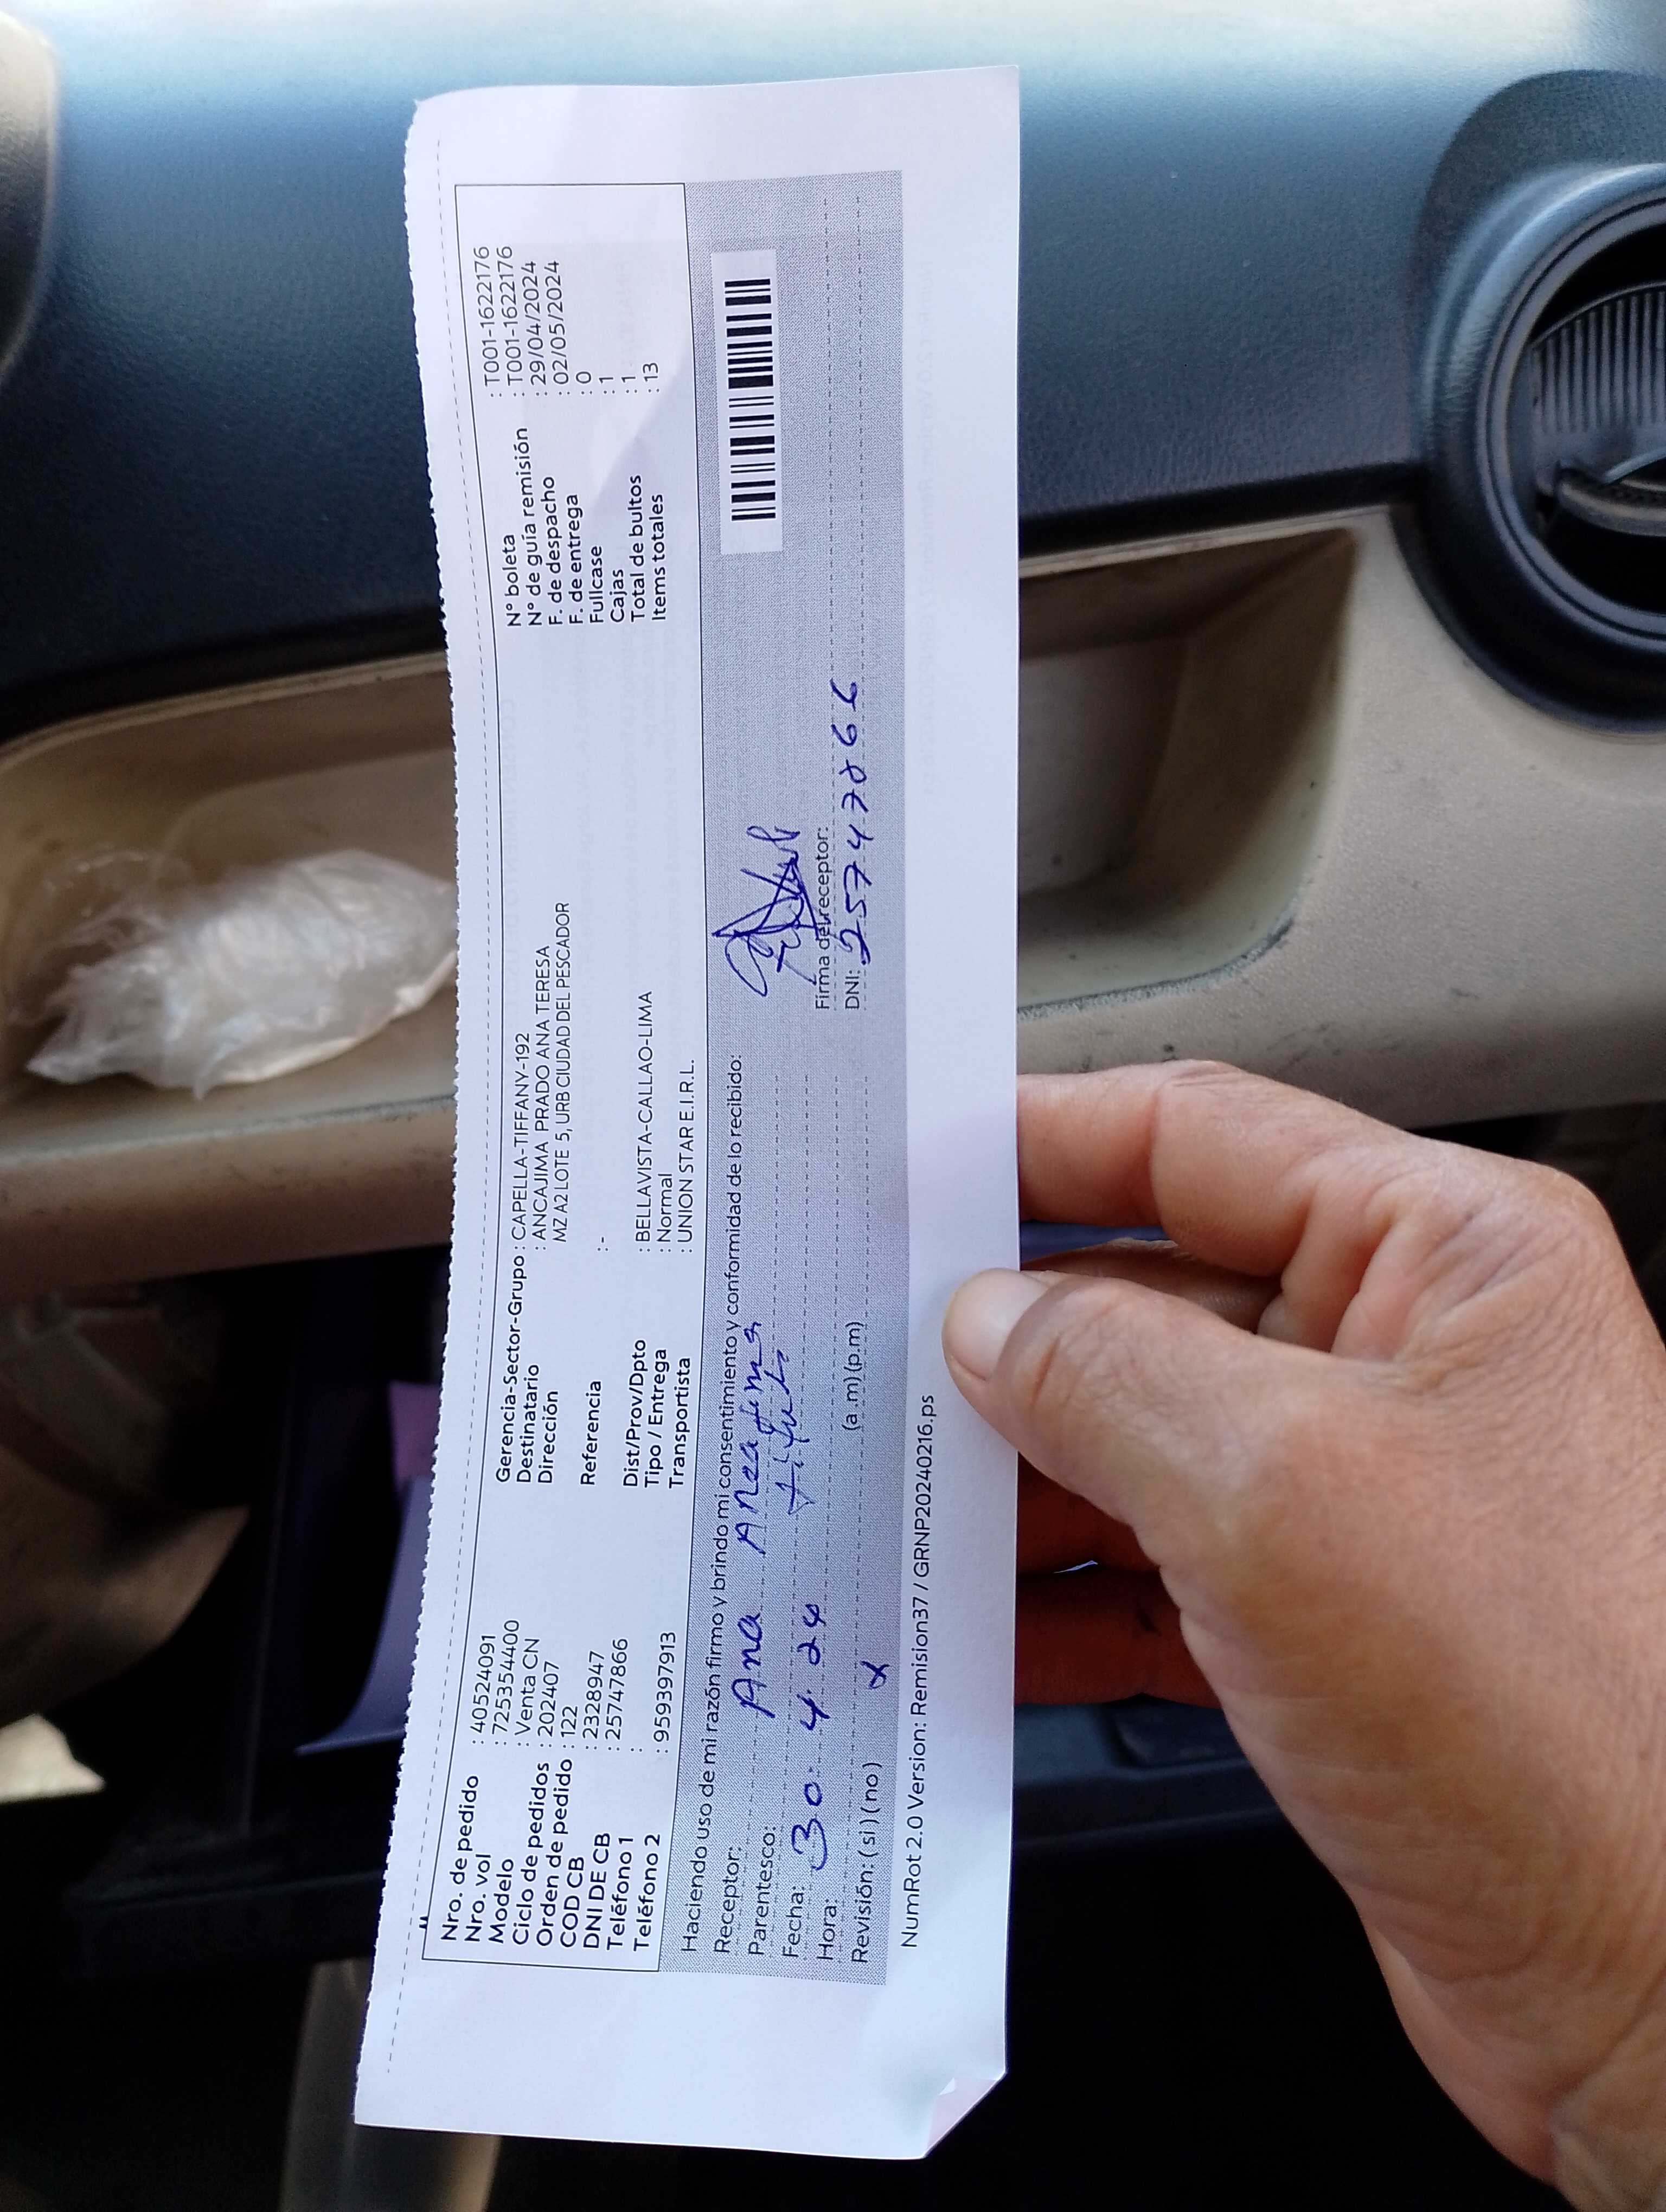 Nro. de pedido : 40524091
Nro. vol : 725354400
Modelo : Venta CN
Ciclo de pedidos : 202407
Orden de pedido : 122
COD CB : 2328947
DNI DE CB : 25747866
Teléfono 1 :
Teléfono 2 : 959397913
Gerencia-Sector-Grupo : CAPELLA-TIFFANY-192
Destinatario : ANCAJIMA PRADO ANA TERESA
Dirección MZ A2 LOTE 5, URB CIUDAD DEL PESCADOR
Referencia : -
Dist/Prov/Dpto : BELLAVISTA-CALLAO-LIMA
Tipo / Entrega : Normal
Transportista : UNION STAR E.I.R.L.
N° boleta : T001-1622176
N° de guía remisión : T001-1622176
F. de despacho : 29/04/2024
F. de entrega : 02/05/2024
Fullcase : 0
Cajas : 1
Total de bultos : 1
Items totales : 13
Haciendo uso de mi razón firmo y brindo mi consentimiento y conformidad de lo recibido:
Receptor: Ana Ancajima
Parentesco:
Fecha: 30. 4. 24
Hora: (a.m)(p.m)
Revisión: ( si ) ( no )
Firma del receptor:
DNI: 25747866
NumRot 2.0 Version: Remision37 / GRNP20240216.ps